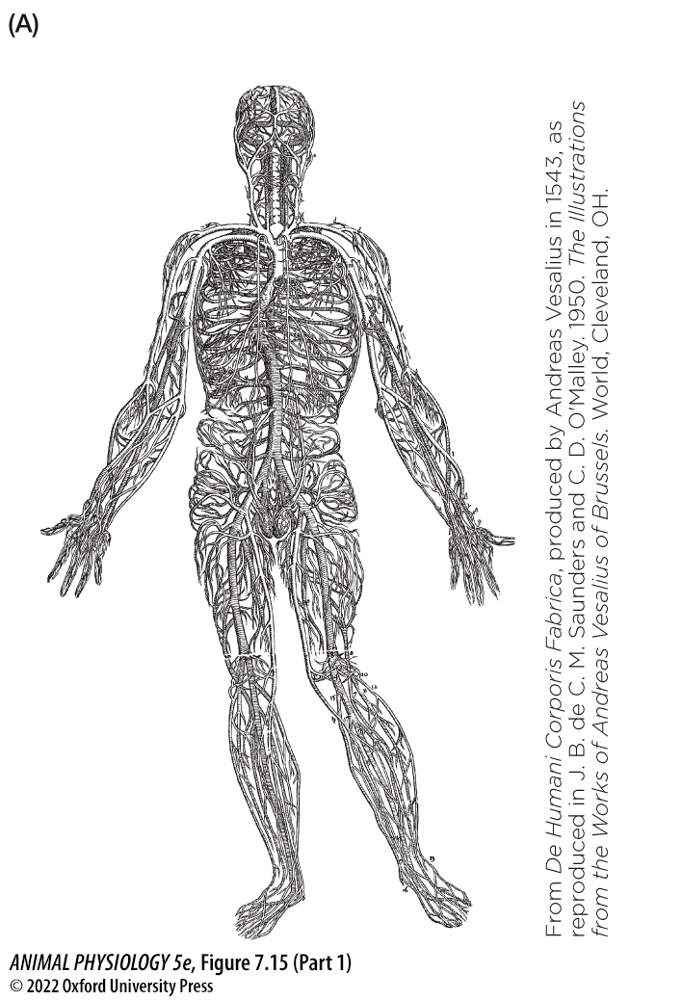 (A)
From De Humani Corporis Fabrica, produced by Andreas Vesalius in 1543, as
reproduced in J. B. de C. M. Saunders and C. D. O'Malley. 1950. The Illustrations
from the Works of Andreas Vesalius of Brussels. World, Cleveland, OH.
ANIMAL PHYSIOLOGY 5e, Figure 7.15 (Part 1)
© 2022 Oxford University Press